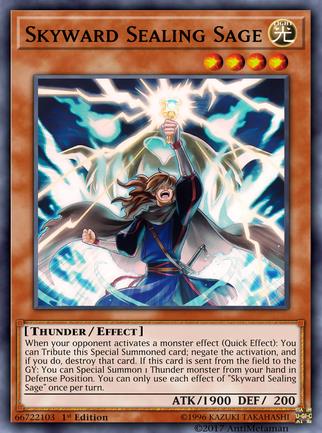 SKYWARD SEALING SAGE
LIGHT
光
[ THUNDER / EFFECT ]
When your opponent activates a monster effect (Quick Effect): You
can Tribute this Special Summoned card; negate the activation, and
if you do, destroy that card. If this card is sent from the field to the
GY: You can Special Summon 1 Thunder monster from your hand in
Defense Position. You can only use each effect of "Skyward Sealing
Sage" once per turn.
ATK/1900 DEF/ 200
66722103 1st Edition ©1996 KAZUKI TAKAHASHI
©2017 AntiMetaman